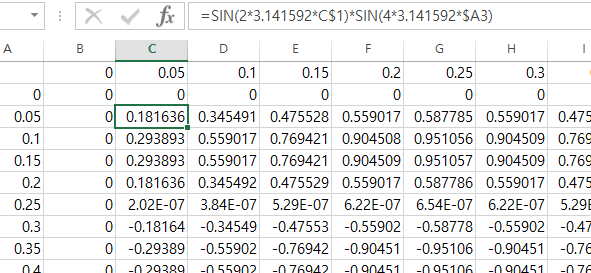 fx =SIN(2*3.141592*C$1)*SIN(4*3.141592*$A3)
A B C D E F G H I
0 0.05 0.1 0.15 0.2 0.25 0.3
0 0 0 0 0 0 0 0
0.05 0 0.181636 0.345491 0.475528 0.559017 0.587785 0.559017 0.475
0.1 0 0.293893 0.559017 0.769421 0.904508 0.951056 0.904509 0.769
0.15 0 0.293893 0.559017 0.769421 0.904509 0.951057 0.904509 0.769
0.2 0 0.181636 0.345492 0.475529 0.559017 0.587786 0.559017 0.475
0.25 0 2.02E-07 3.84E-07 5.29E-07 6.22E-07 6.54E-07 6.22E-07 5.29E
0.3 0 -0.18164 -0.34549 -0.47553 -0.55902 -0.58778 -0.55902 -0.47
0.35 0 -0.29389 -0.55902 -0.76942 -0.90451 -0.95106 -0.90451 -0.76
0.4 0 -0.29389 -0.55902 -0.76942 -0.90451 -0.95106 -0.90451 -0.76